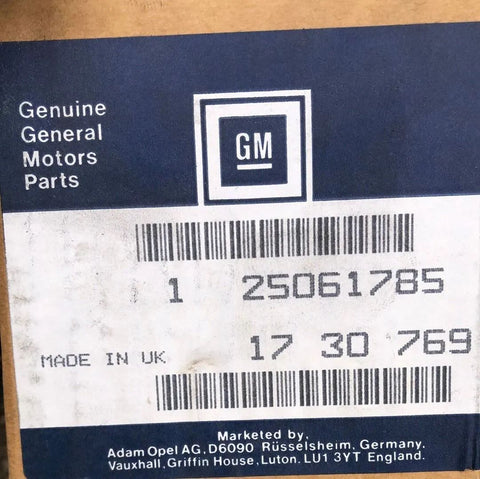 Genuine
General
Motors
Parts
GM
1 25061785
MADE IN UK 17 30 769
Marketed by,
Adam Opel AG, D6090 Rüsselsheim, Germany.
Vauxhall, Griffin House, Luton. LU1 3YT England.